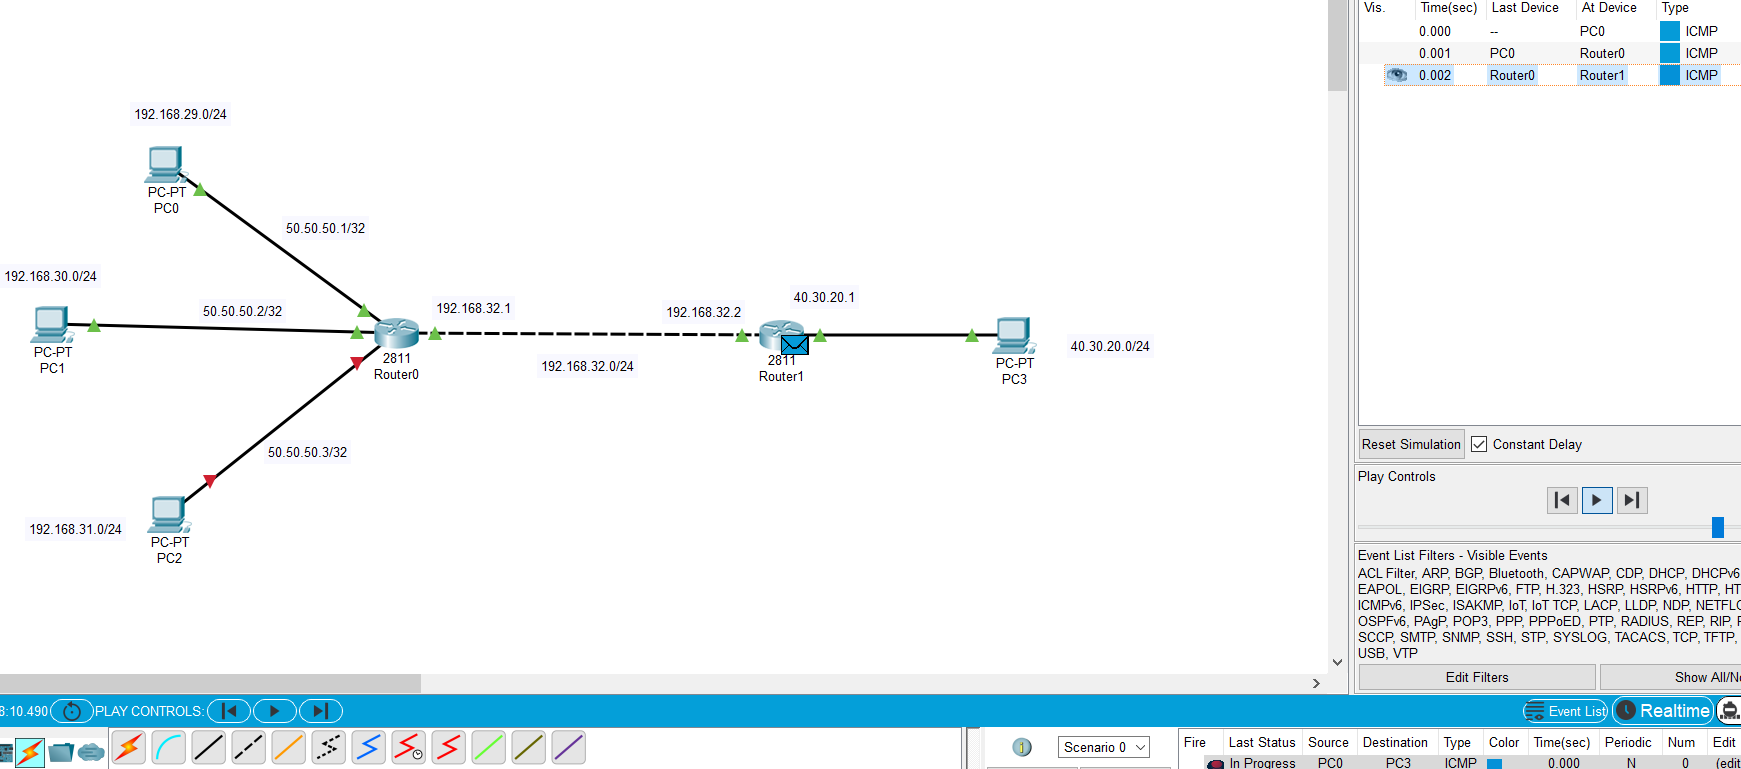 192.168.29.0/24
PC-PT
PC0
50.50.50.1/32
192.168.30.0/24
50.50.50.2/32
PC-PT
PC1
192.168.32.1
2811
Router0
192.168.32.0/24
192.168.32.2
40.30.20.1
2811
Router1
PC-PT
PC3
40.30.20.0/24
50.50.50.3/32
192.168.31.0/24
PC-PT
PC2
Vis. Time(sec) Last Device At Device Type
0.000 -- PC0 ICMP
0.001 PC0 Router0 ICMP
0.002 Router0 Router1 ICMP
Reset Simulation Constant Delay
Play Controls
Event List Filters - Visible Events
ACL Filter, ARP, BGP, Bluetooth, CAPWAP, CDP, DHCP, DHCPv6
EAPOL, EIGRP, EIGRPv6, FTP, H.323, HSRP, HSRPv6, HTTP, HT
ICMPv6, IPSec, ISAKMP, IoT, IoT TCP, LACP, LLDP, NDP, NETFLO
OSPFv6, PAgP, POP3, PPP, PPPoED, PTP, RADIUS, REP, RIP,
SCCP, SMTP, SNMP, SSH, STP, SYSLOG, TACACS, TCP, TFTP,
USB, VTP
Edit Filters Show All/N
8:10.490 PLAY CONTROLS:
Event List Realtime
Scenario 0
Fire Last Status Source Destination Type Color Time(sec) Periodic Num Edit
In Progress PC0 PC3 ICMP 0.000 N 0 (edit